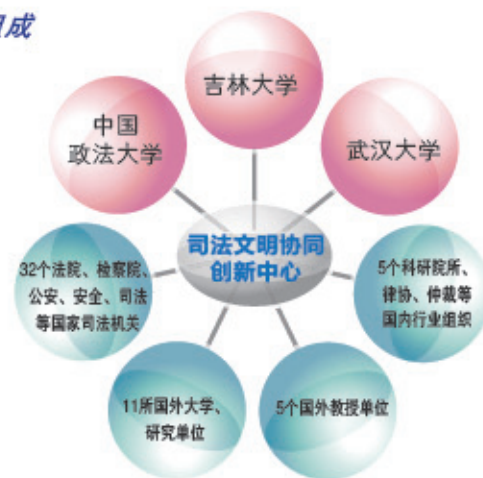 组成
吉林大学
中国
政法大学
武汉大学
司法文明协同
创新中心
32个法院、检察院、
公安、安全、司法
等国家司法机关
5个科研院所、
律协、仲裁等
国内行业组织
11所国外大学、
研究单位
5个国外教授单位